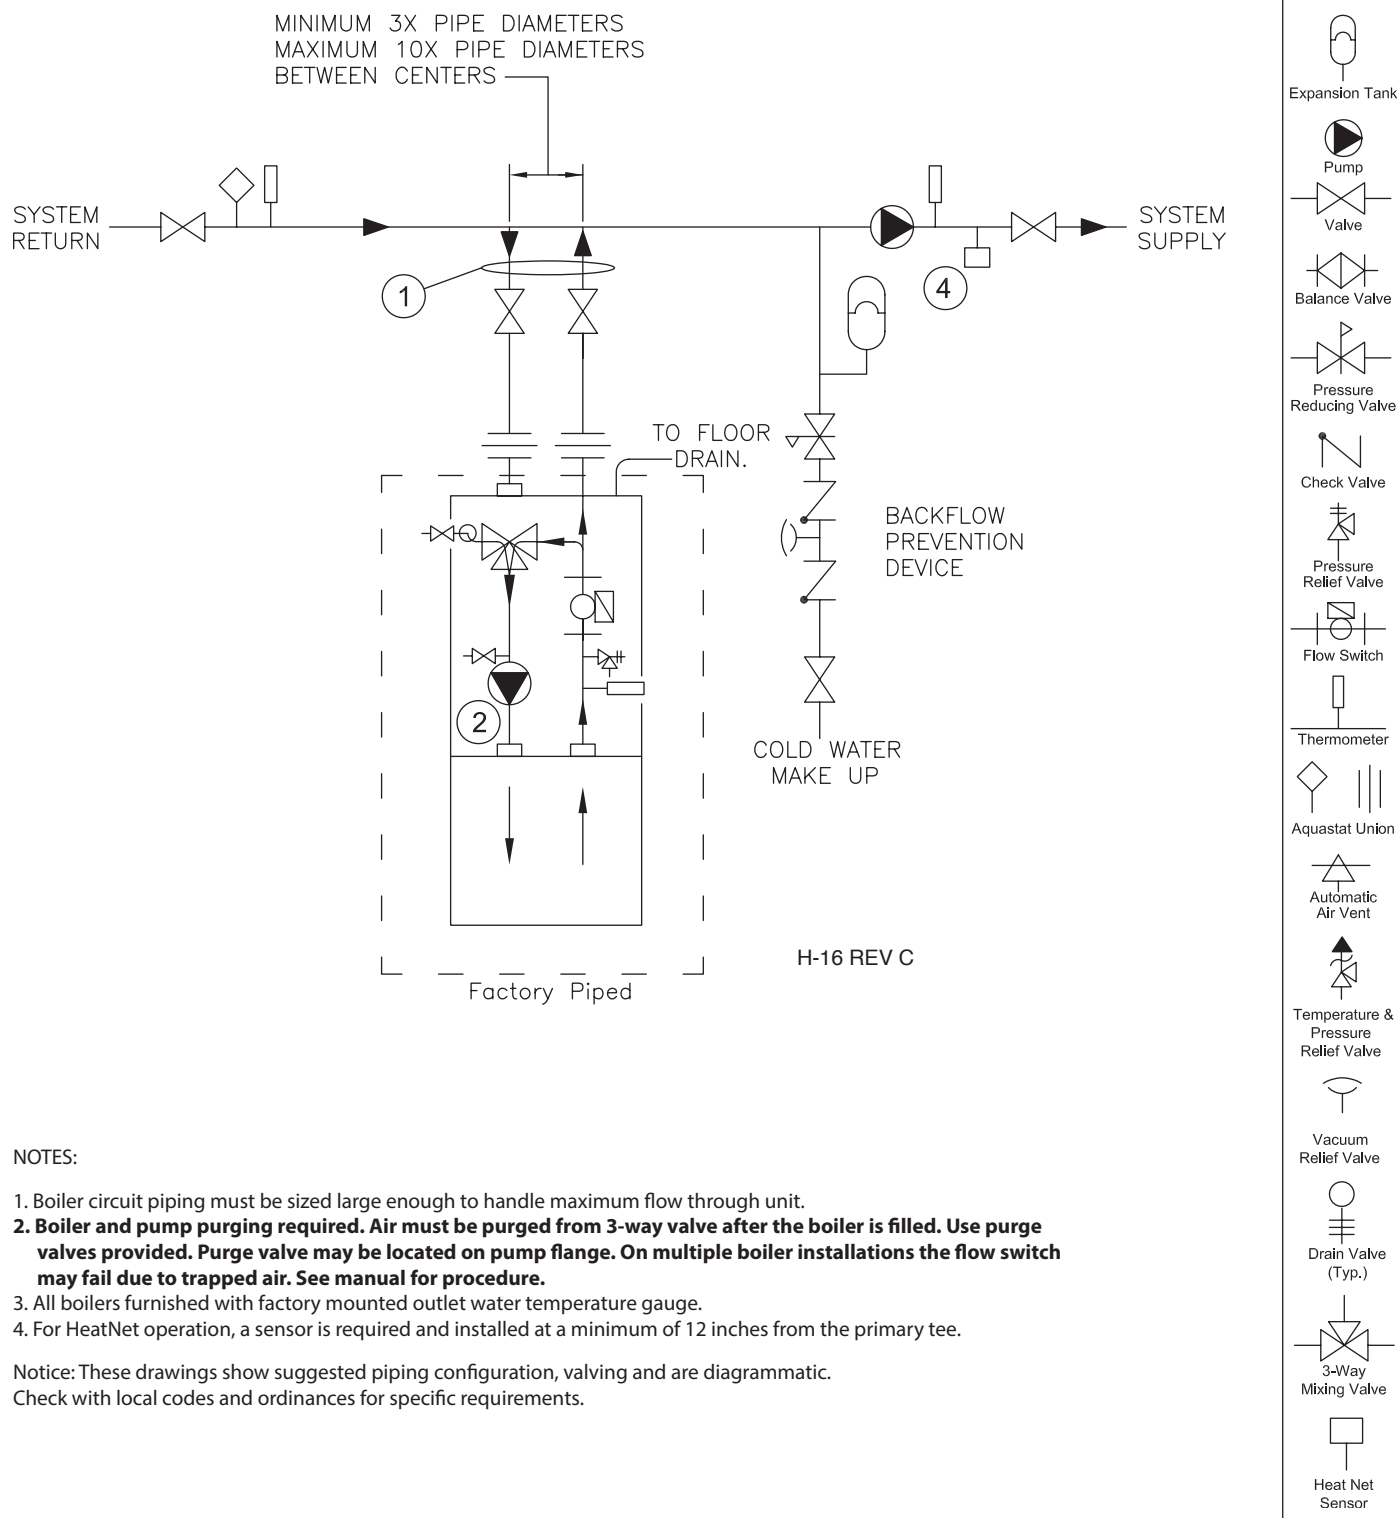 MINIMUM 3X PIPE DIAMETERS
MAXIMUM 10X PIPE DIAMETERS
BETWEEN CENTERS
SYSTEM
RETURN
SYSTEM
SUPPLY
1
4
TO FLOOR
DRAIN.
BACKFLOW
PREVENTION
DEVICE
2
COLD WATER
MAKE UP
H-16 REV C
Factory Piped
NOTES:
1. Boiler circuit piping must be sized large enough to handle maximum flow through unit.
2. Boiler and pump purging required. Air must be purged from 3-way valve after the boiler is filled. Use purge
valves provided. Purge valve may be located on pump flange. On multiple boiler installations the flow switch
may fail due to trapped air. See manual for procedure.
3. All boilers furnished with factory mounted outlet water temperature gauge.
4. For HeatNet operation, a sensor is required and installed at a minimum of 12 inches from the primary tee.
Notice: These drawings show suggested piping configuration, valving and are diagrammatic.
Check with local codes and ordinances for specific requirements.
Expansion Tank
Pump
Valve
Balance Valve
Pressure
Reducing Valve
Check Valve
Pressure
Relief Valve
Flow Switch
Thermometer
Aquastat Union
Automatic
Air Vent
Temperature &
Pressure
Relief Valve
Vacuum
Relief Valve
Drain Valve
(Typ.)
3-Way
Mixing Valve
Heat Net
Sensor